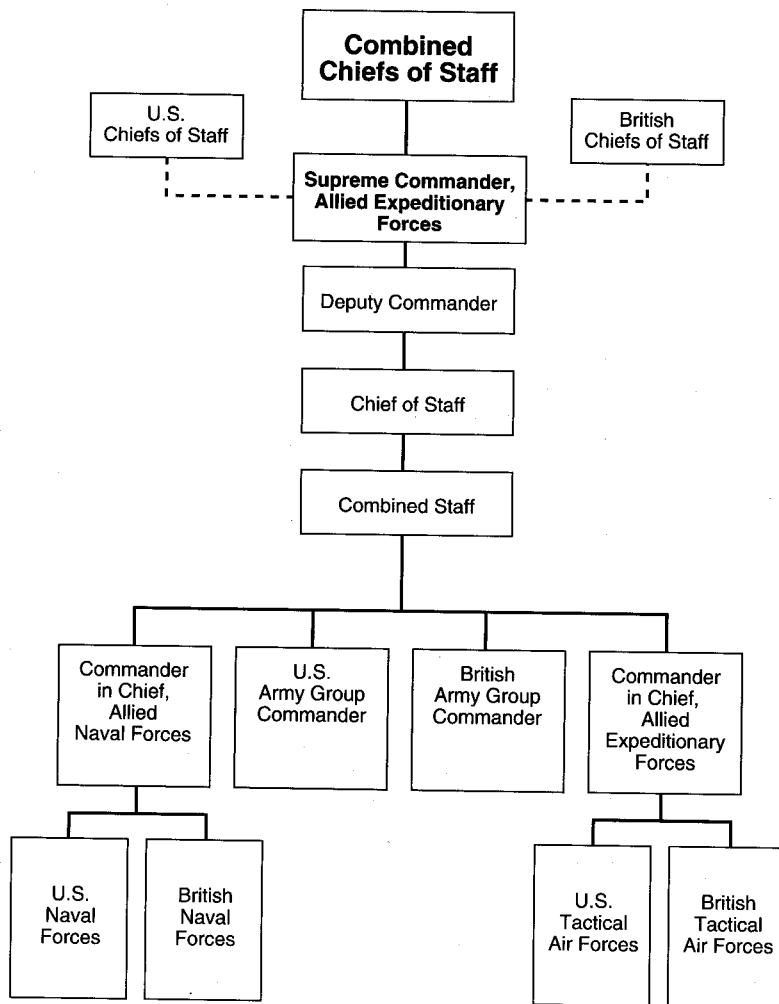 Combined
Chiefs of Staff
U.S.
Chiefs of Staff
British
Chiefs of Staff
Supreme Commander,
Allied Expeditionary
Forces
Deputy Commander
Chief of Staff
Combined Staff
Commander
in Chief,
Allied
Naval Forces
U.S.
Army Group
Commander
British
Army Group
Commander
Commander
in Chief,
Allied
Expeditionary
Forces
U.S.
Naval
Forces
British
Naval
Forces
U.S.
Tactical
Air Forces
British
Tactical
Air Forces